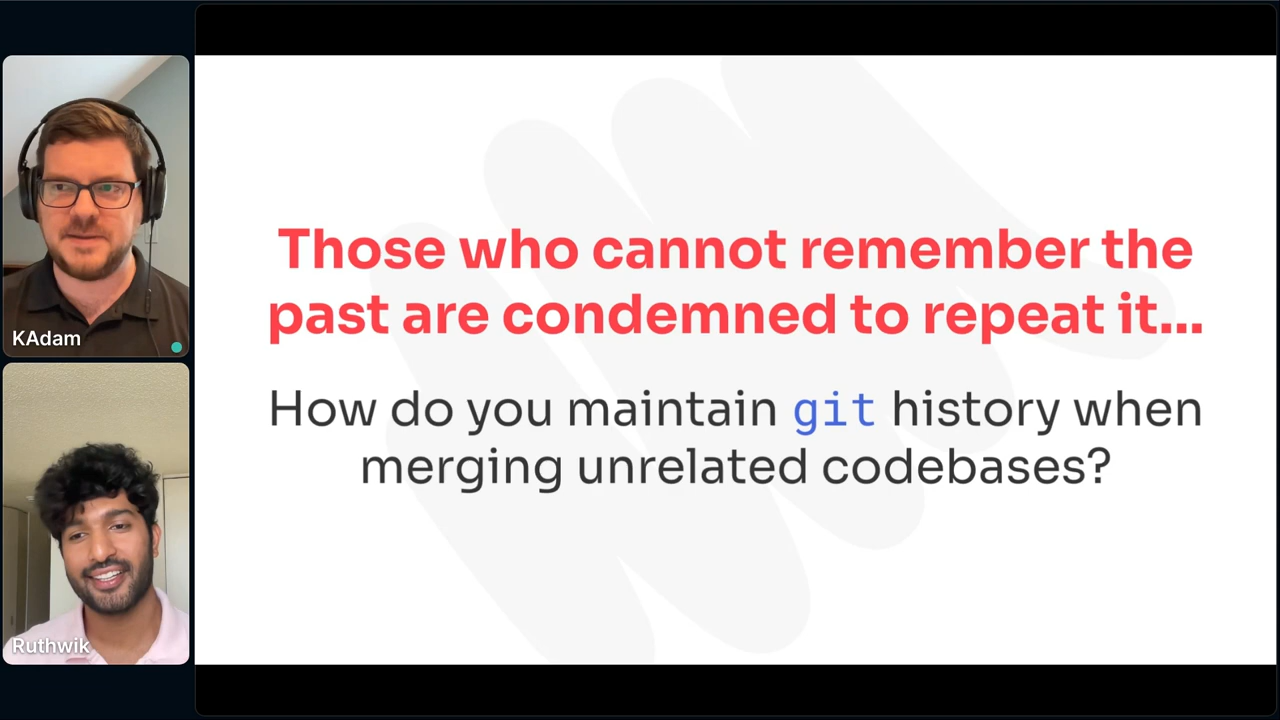 KAdam
Ruthwik
Those who cannot remember the
past are condemned to repeat it...
How do you maintain git history when
merging unrelated codebases?